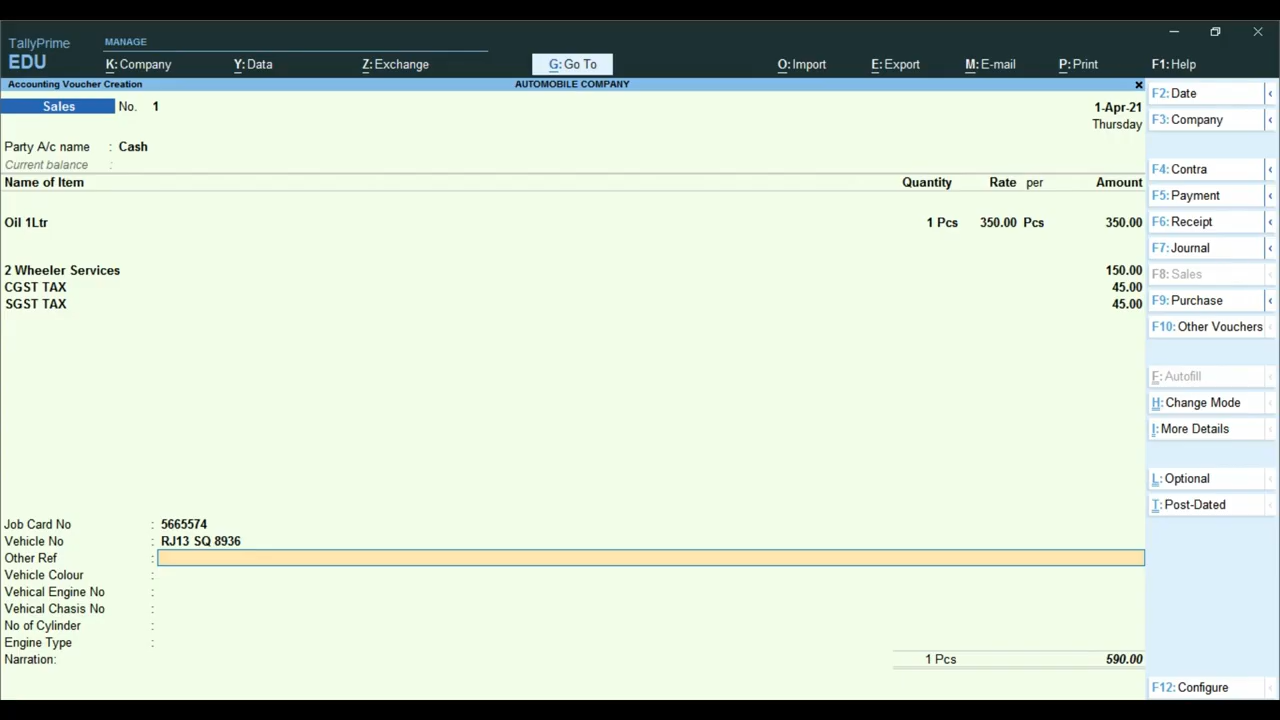 TallyPrime
EDU
MANAGE
K: Company Y: Data Z: Exchange G: Go To O: Import E: Export M: E-mail P: Print F1: Help
Accounting Voucher Creation AUTOMOBILE COMPANY x
Sales No. 1 1-Apr-21
Thursday
Party A/c name : Cash
Current balance :
Name of Item Quantity Rate per Amount
Oil 1Ltr 1 Pcs 350.00 Pcs 350.00
2 Wheeler Services 150.00
CGST TAX 45.00
SGST TAX 45.00
Job Card No : 5665574
Vehicle No : RJ13 SQ 8936
Other Ref :
Vehicle Colour :
Vehical Engine No :
Vehical Chasis No :
No of Cylinder :
Engine Type :
Narration: 1 Pcs 590.00
F2: Date
F3: Company
F4: Contra
F5: Payment
F6: Receipt
F7: Journal
F8: Sales
F9: Purchase
F10: Other Vouchers
F: Autofill
H: Change Mode
I: More Details
L: Optional
T: Post-Dated
F12: Configure